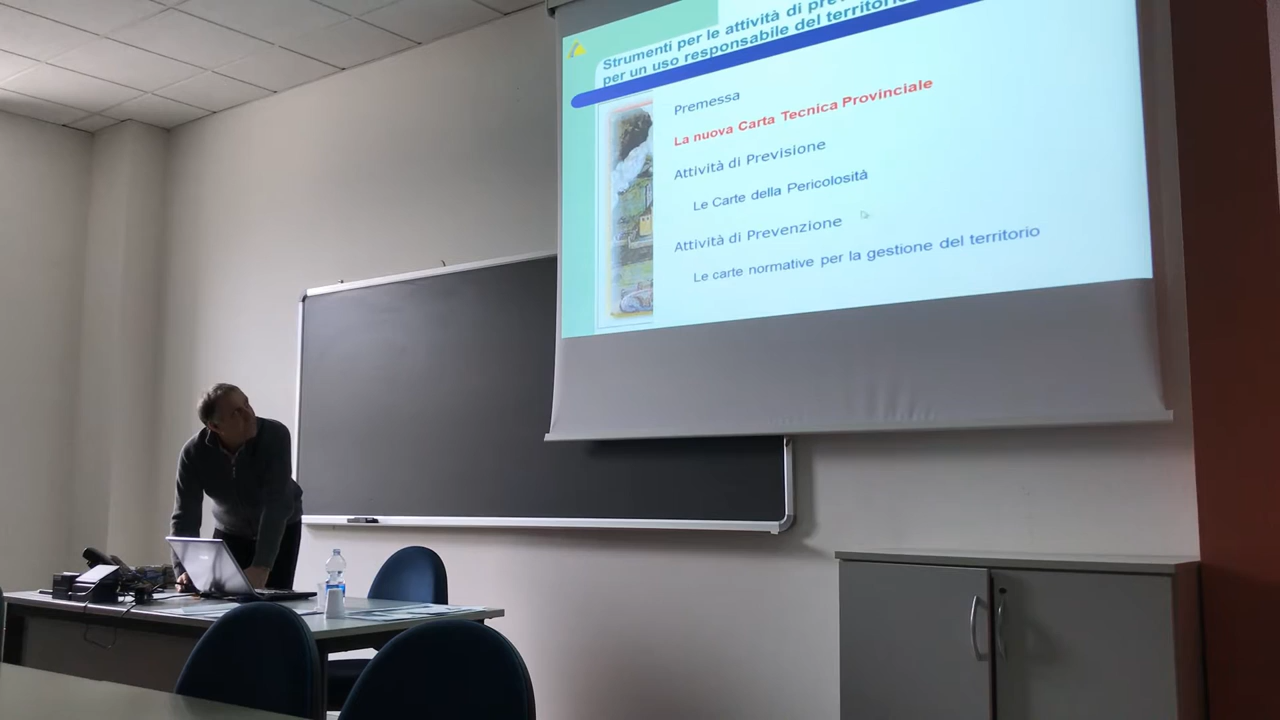 Strumenti per le attività di
per un uso responsabile del territorio
Premessa
La nuova Carta Tecnica Provinciale
Attività di Previsione
Le Carte della Pericolosità
Attività di Prevenzione
Le carte normative per la gestione del territorio